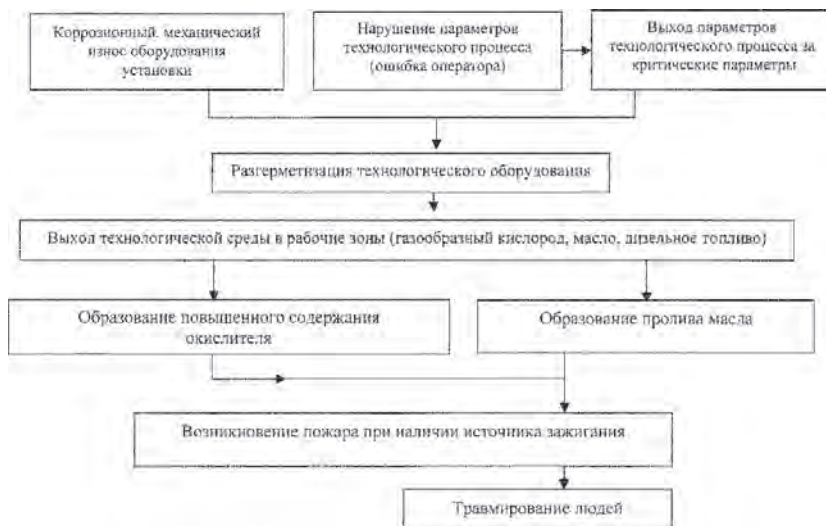 Коррозионный, механический
износ оборудования
установки
Нарушение параметров
технологического процесса
(ошибка оператора)
Выход параметров
технологического процесса за
критические параметры
Разгерметизация технологического оборудования
Выход технологической среды в рабочие зоны (газообразный кислород, масло, дизельное топливо)
Образование повышенного содержания
окислителя
Образование пролива масла
Возникновение пожара при наличии источника зажигания
Травмирование людей